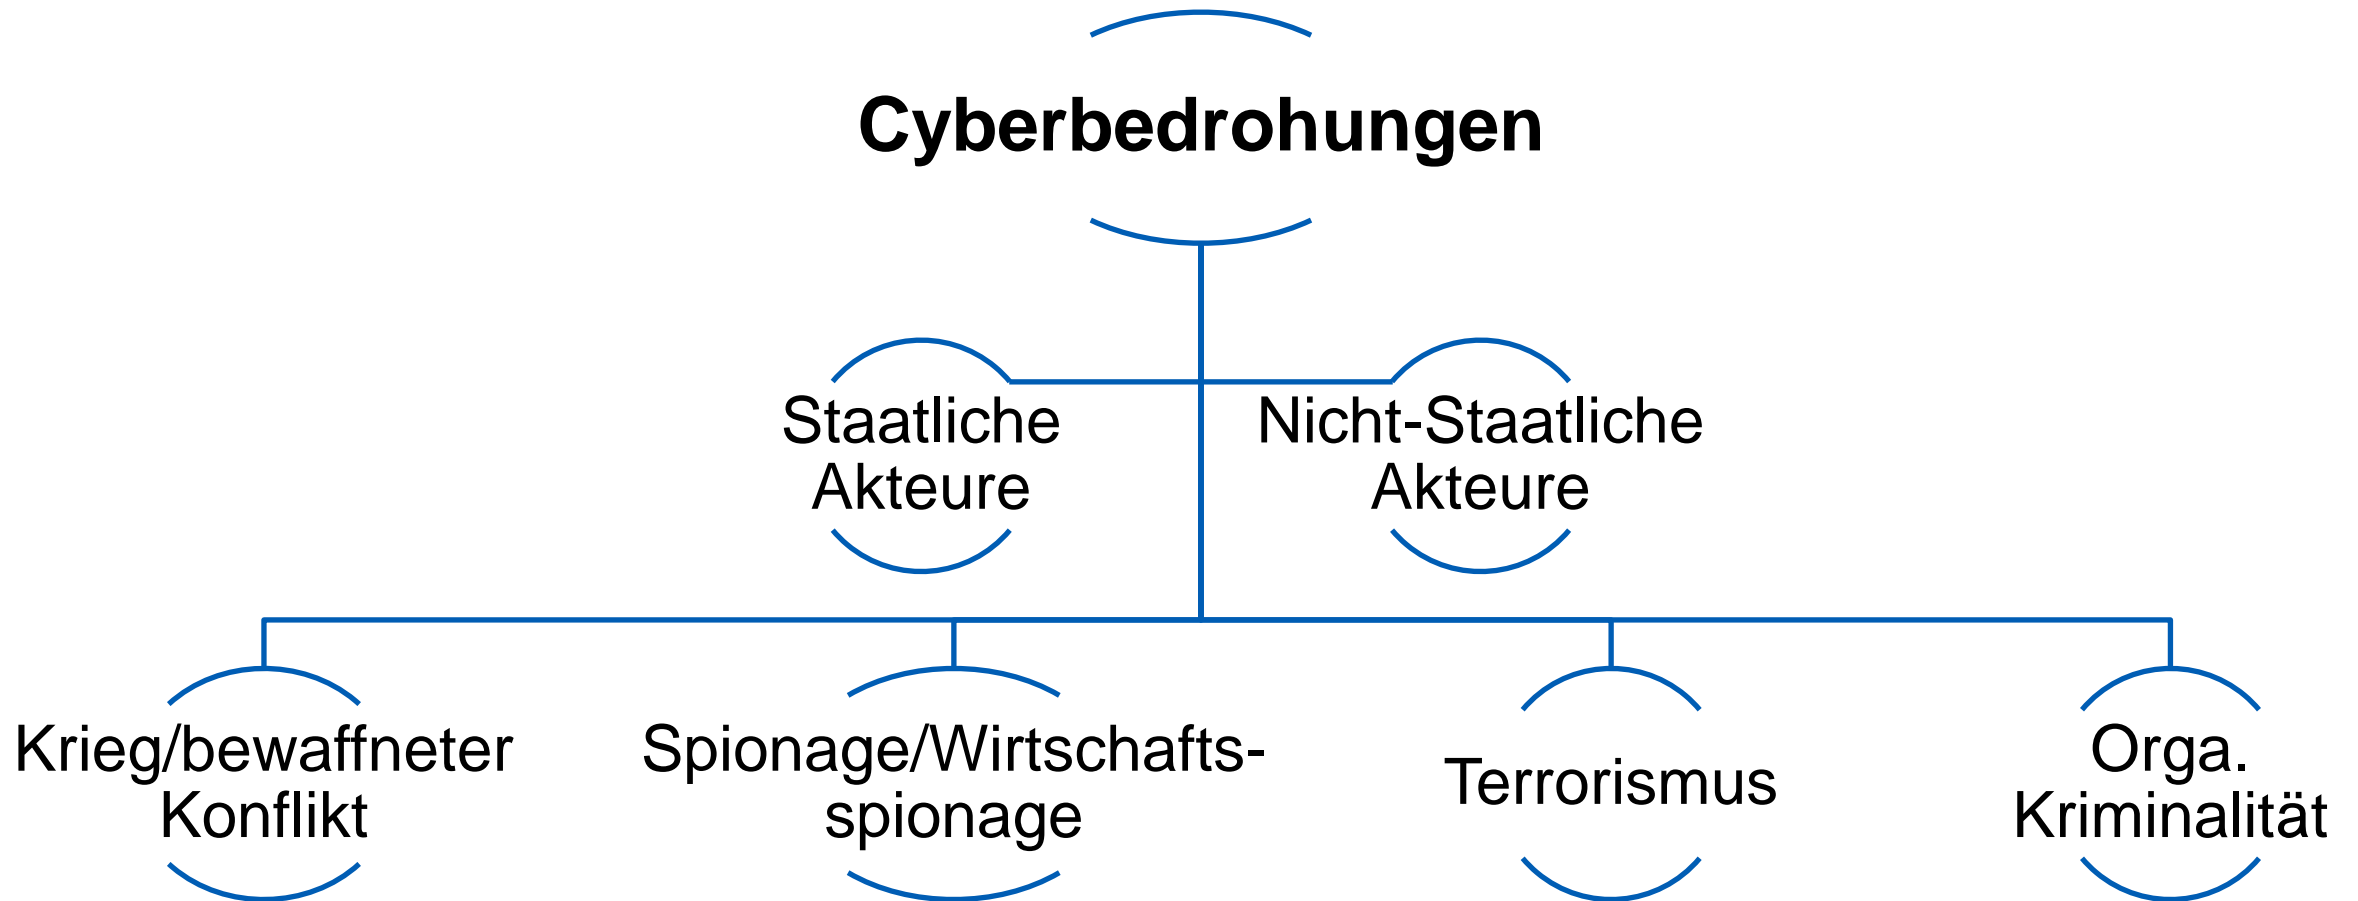 Cyberbedrohungen
Staatliche
Akteure
Nicht-Staatliche
Akteure
Krieg/bewaffneter
Konflikt
Spionage/Wirtschafts-
spionage
Terrorismus
Orga.
Kriminalität